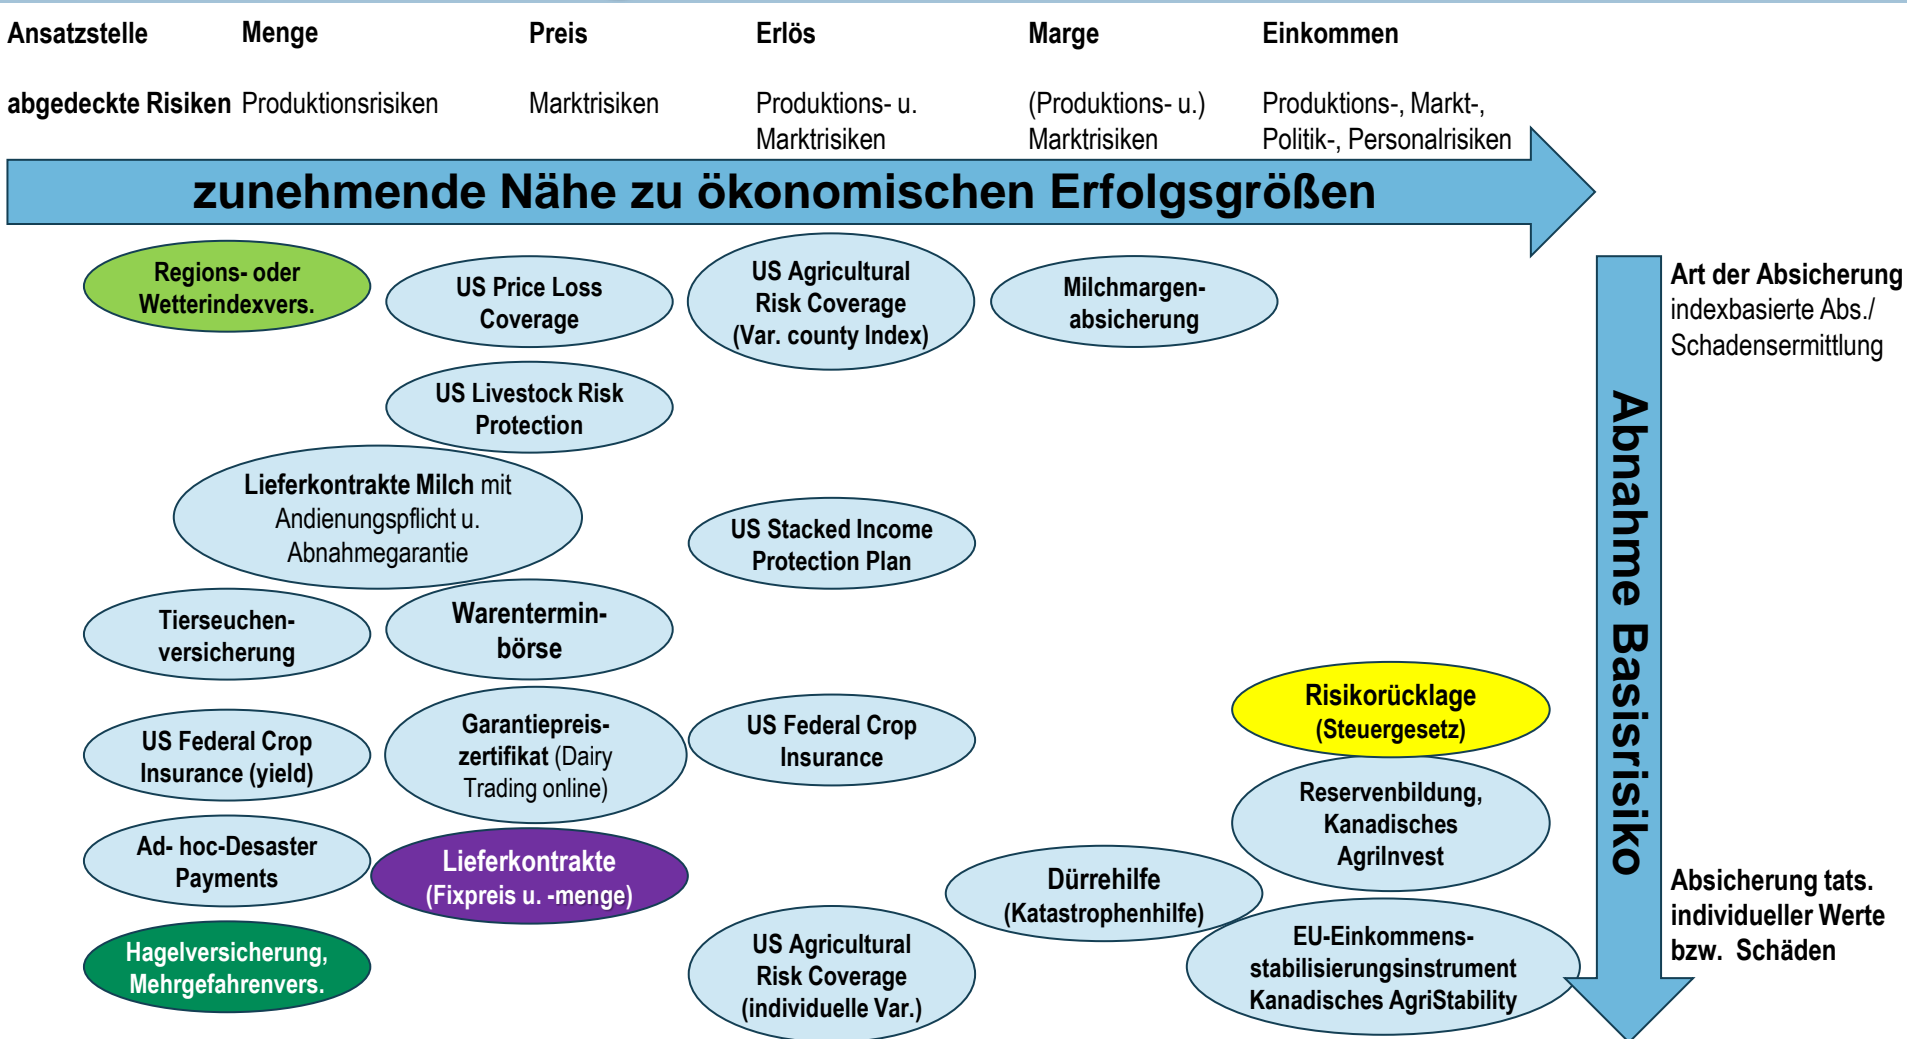 Ansatzstelle Menge Preis Erlös Marge Einkommen
abgedeckte Risiken Produktionsrisiken Marktrisiken Produktions- u. (Produktions- u.) Produktions-, Markt-,
Marktrisiken Marktrisiken Politik-, Personalrisiken
zunehmende Nähe zu ökonomischen Erfolgsgrößen
Regions- oder
Wetterindexvers.
US Price Loss
Coverage
US Agricultural
Risk Coverage
(Var. county Index)
Milchmargen-
absicherung
Art der Absicherung
indexbasierte Abs./
Schadensermittlung
US Livestock Risk
Protection
Lieferkontrakte Milch mit
Andienungspflicht u.
Abnahmegarantie
US Stacked Income
Protection Plan
Abnahme Basisrisiko
Tierseuchen-
versicherung
Warentermin-
börse
US Federal Crop
Insurance (yield)
Garantiepreis-
zertifikat (Dairy
Trading online)
US Federal Crop
Insurance
Risikorücklage
(Steuergesetz)
Reservenbildung,
Kanadisches
AgriInvest
Ad- hoc-Desaster
Payments
Lieferkontrakte
(Fixpreis u. -menge)
Dürrehilfe
(Katastrophenhilfe)
Absicherung tats.
individueller Werte
bzw. Schäden
Hagelversicherung,
Mehrgefahrenvers.
US Agricultural
Risk Coverage
(individuelle Var.)
EU-Einkommens-
stabilisierungsinstrument
Kanadisches AgriStability